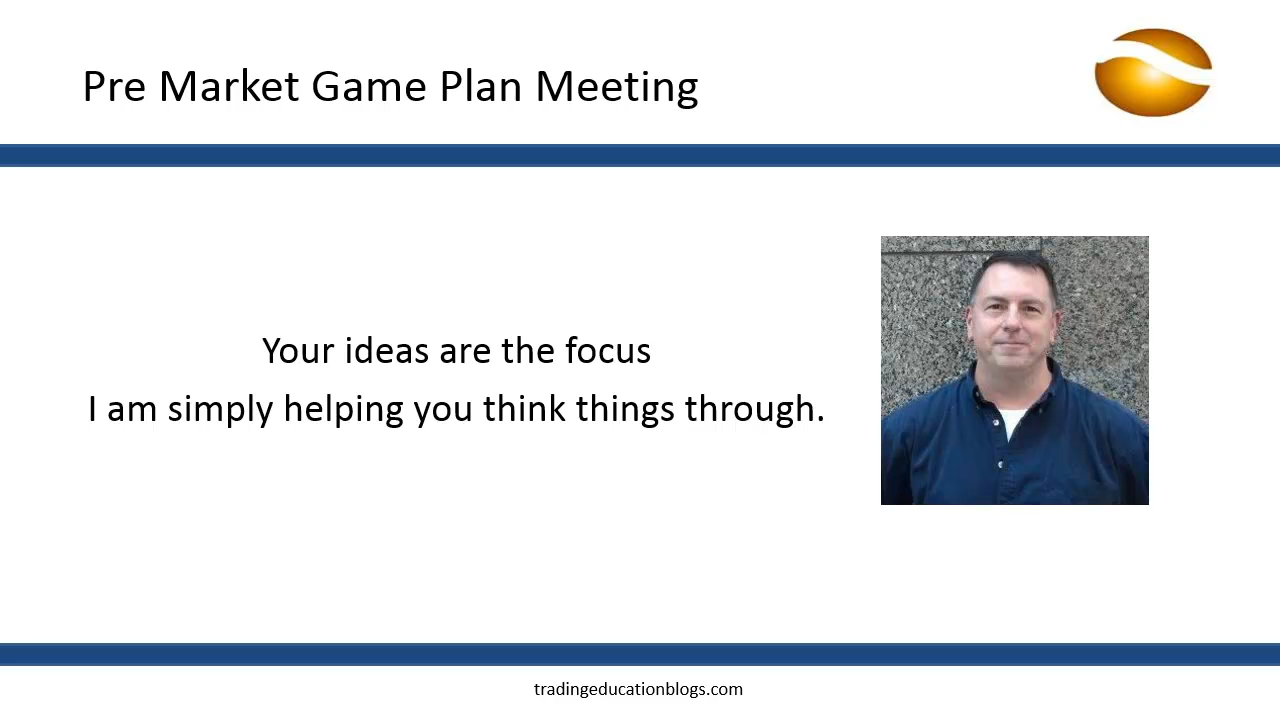 Pre Market Game Plan Meeting
Your ideas are the focus
I am simply helping you think things through.
tradingeducationblogs.com